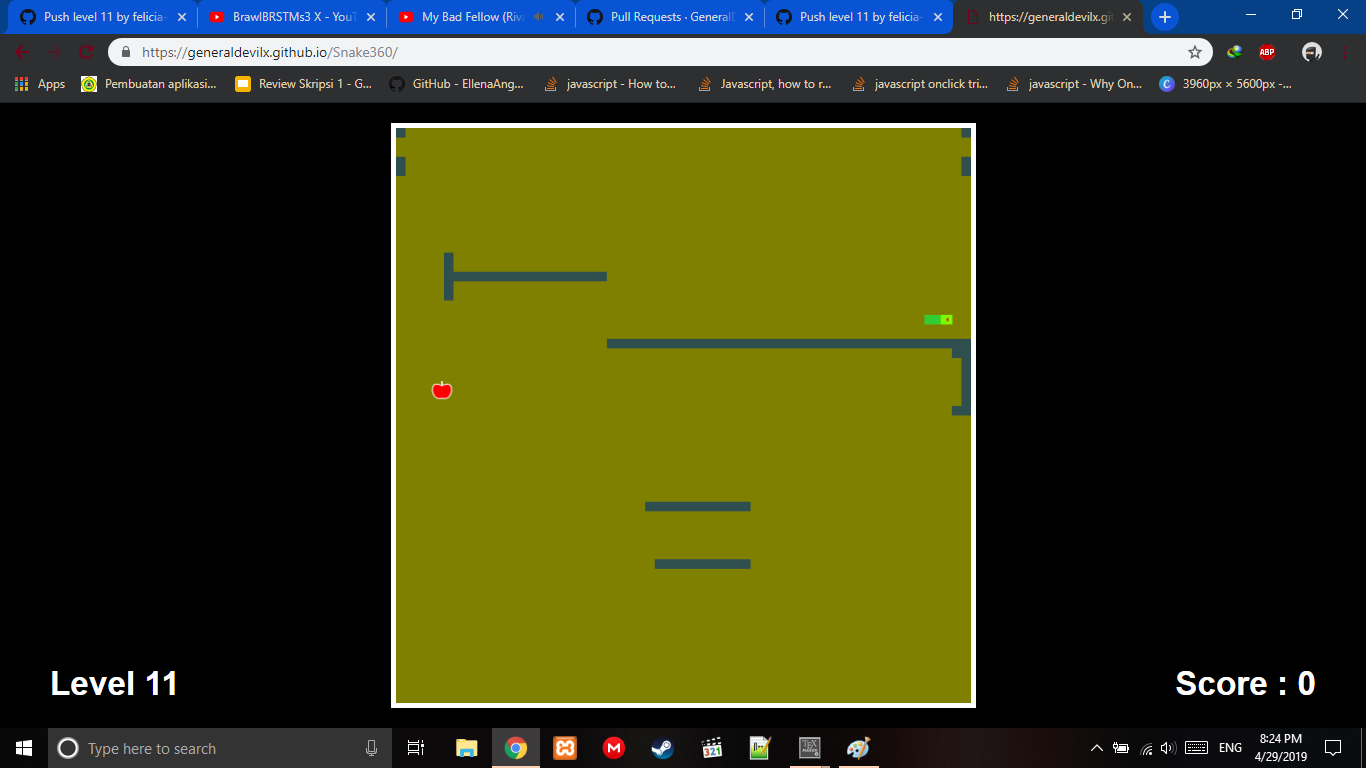 Push level 11 by felicia-
BrawlBRSTMs3 X - YouT
My Bad Fellow (Riva
Pull Requests · GeneralD
Push level 11 by felicia-
https://generaldevilx.git
https://generaldevilx.github.io/Snake360/
Apps
Pembuatan aplikasi...
Review Skripsi 1 - G...
GitHub - EllenaAng...
javascript - How to...
Javascript, how to r...
javascript onclick tri...
javascript - Why On...
3960px × 5600px -...
ABP
Level 11
Score : 0
Type here to search
321
ENG
8:24 PM
4/29/2019